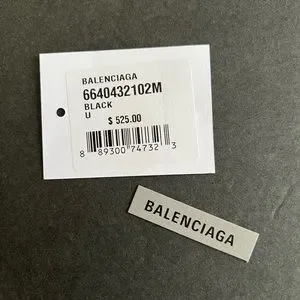 BALENCIAGA
6640432102M
BLACK
U
$ 525.00
8 89300 74732 3
BALENCIAGA